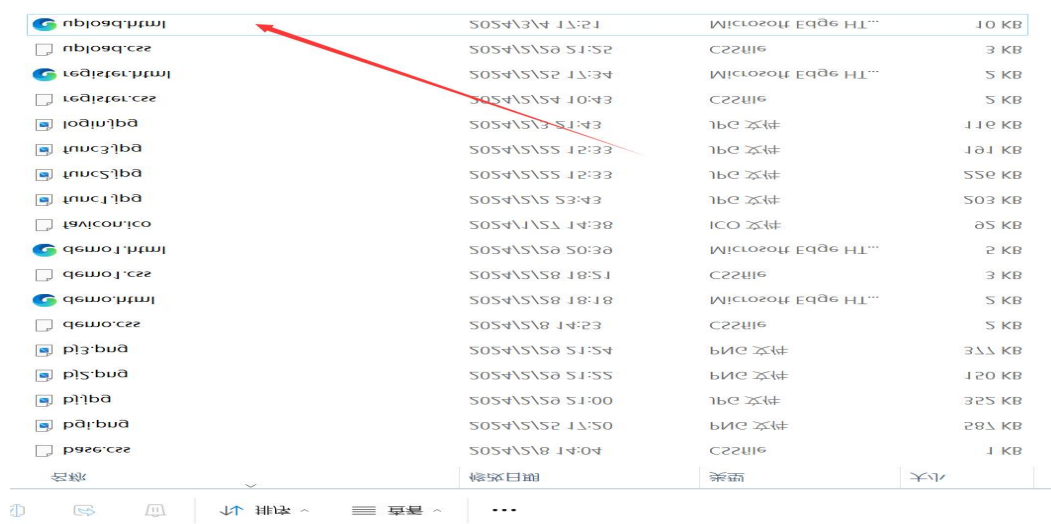 排序 查看 ...
名称 修改日期 类型 大小
base.css 2024/2/8 14:04 CSSfile 1 KB
bgi.png 2024/2/25 17:20 PNG 文件 587 KB
bj.jpg 2024/2/29 21:00 JPG 文件 352 KB
bj2.png 2024/2/29 21:22 PNG 文件 150 KB
bj3.png 2024/2/29 21:24 PNG 文件 377 KB
demo.css 2024/2/8 14:53 CSSfile 2 KB
demo.html 2024/2/28 18:18 Microsoft Edge HT... 2 KB
demo1.css 2024/2/28 18:21 CSSfile 3 KB
demo1.html 2024/2/29 20:39 Microsoft Edge HT... 5 KB
favicon.ico 2024/1/27 14:38 ICO 文件 92 KB
func1.jpg 2024/2/2 23:43 JPG 文件 203 KB
func2.jpg 2024/2/22 15:33 JPG 文件 226 KB
func3.jpg 2024/2/22 15:33 JPG 文件 191 KB
login.jpg 2024/2/3 21:43 JPG 文件 116 KB
register.css 2024/2/24 10:43 CSSfile 2 KB
register.html 2024/2/25 17:34 Microsoft Edge HT... 2 KB
upload.css 2024/2/29 21:25 CSSfile 3 KB
upload.html 2024/3/4 17:51 Microsoft Edge HT... 10 KB